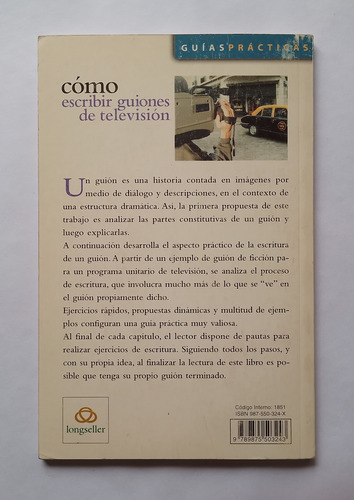 GUÍASPRÁCTICAS
cómo
escribir guiones
de televisión
Un guión es una historia contada en imágenes por
medio de diálogo y descripciones, en el contexto de
una estructura dramática. Asi, la primera propuesta de este
trabajo es analizar las partes constitutivas de un guión y
luego explicarlas.
A continuación desarrolla el aspecto práctico de la escritura
de un guión. A partir de un ejemplo de guión de ficción pa-
ra un programa unitario de televisión, se analiza el proceso
de escritura, que involucra mucho más de lo que se “ve” en
el guión propiamente dicho.
Ejercicios rápidos, propuestas dinámicas y multitud de ejem-
plos configuran una guía práctica muy valiosa.
Al final de cada capitulo, el lector dispone de pautas para
realizar ejercicios de escritura. Siguiendo todos los pasos, y
con su propia idea, al finalizar la lectura de este libro es po-
sible que tenga su propio guión terminado.
longseller
Código Interno: 1851
ISBN 987-550-324-X
9 789875 503243